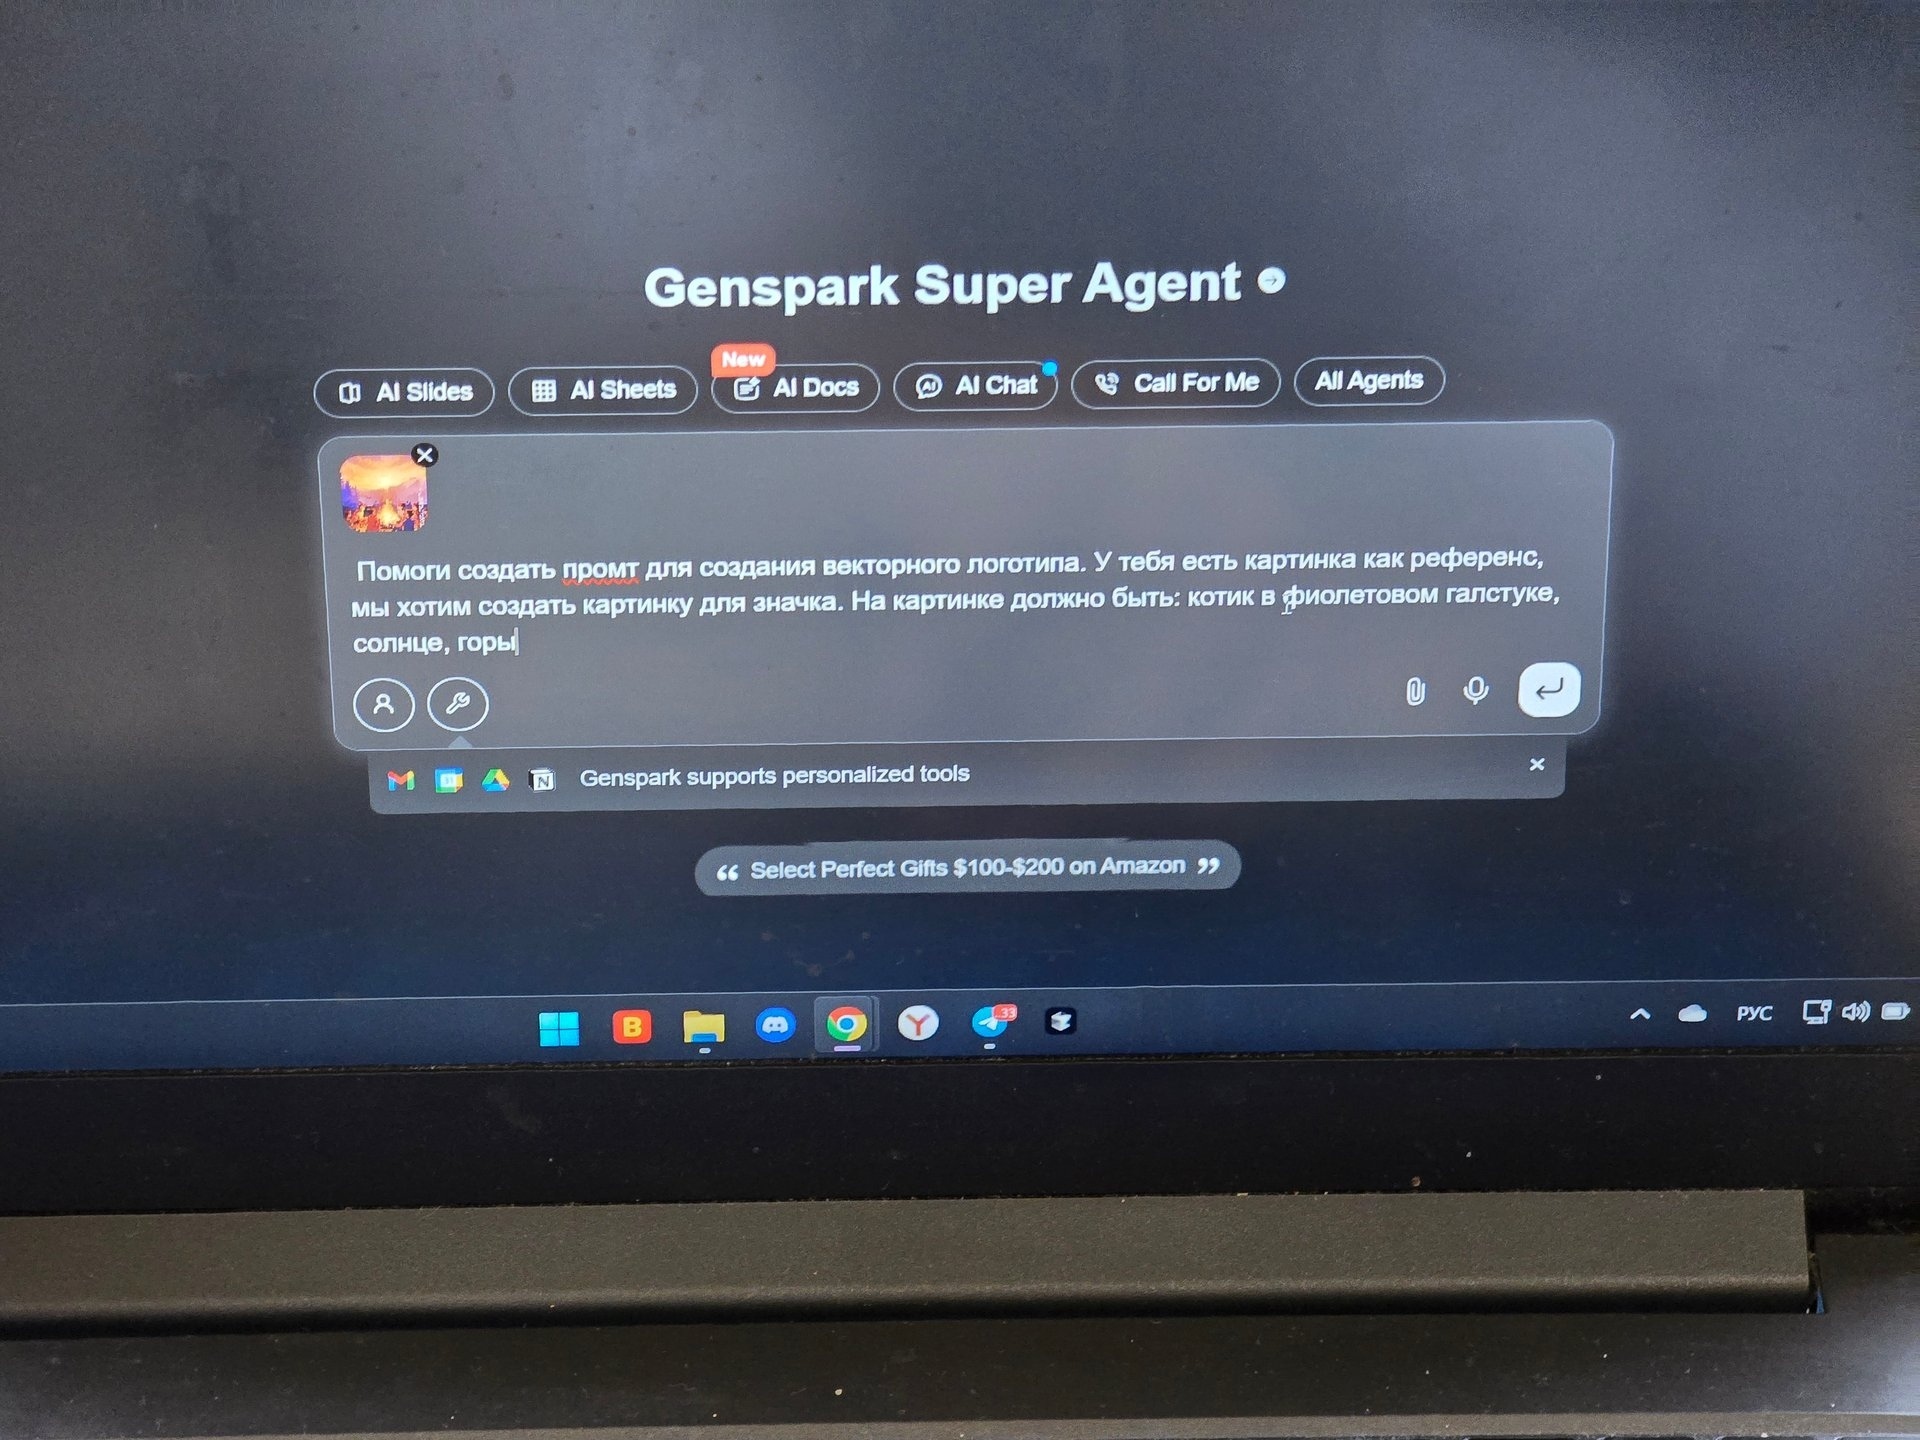 Genspark Super Agent
New
AI Slides
AI Sheets
AI Docs
AI Chat
Call For Me
All Agents
Помоги создать промт для создания векторного логотипа. У тебя есть картинка как референс,
мы хотим создать картинку для значка. На картинке должно быть: котик в фиолетовом галстуке,
солнце, горы
31
N
Genspark supports personalized tools
“ Select Perfect Gifts $100-$200 on Amazon ”
B
Y
..33
РУС